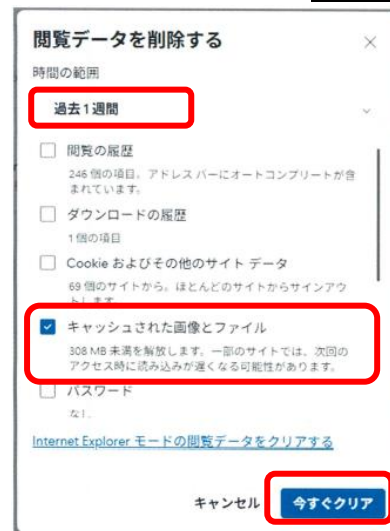 閲覧データを削除する
時間の範囲
過去1週間
閲覧の履歴
246 個の項目。アドレス バーにオートコンプリートが含
まれています。
ダウンロードの履歴
1 個の項目
Cookie およびその他のサイト データ
69 個のサイトから。ほとんどのサイトからサインアウ
トします
キャッシュされた画像とファイル
308 MB 未満を解放します。一部のサイトでは、次回の
アクセス時に読み込みが遅くなる可能性があります。
パスワード
なし
Internet Explorer モードの閲覧データをクリアする
今すぐクリア
キャンセル